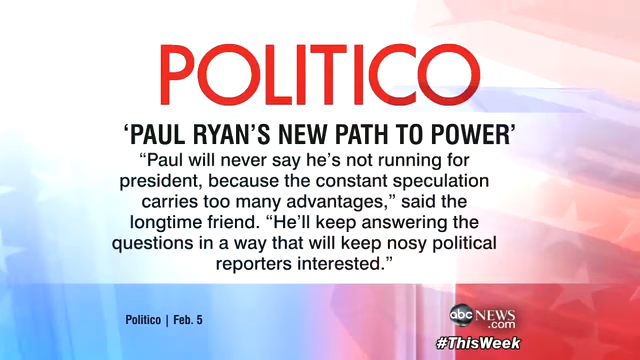 POLITICO
‘PAUL RYAN’S NEW PATH TO POWER’
“Paul will never say he’s not running for
president, because the constant speculation
carries too many advantages,” said the
longtime friend. “He’ll keep answering the
questions in a way that will keep nosy political
reporters interested.”
Politico | Feb. 5
abc NEWS
.com
#ThisWeek